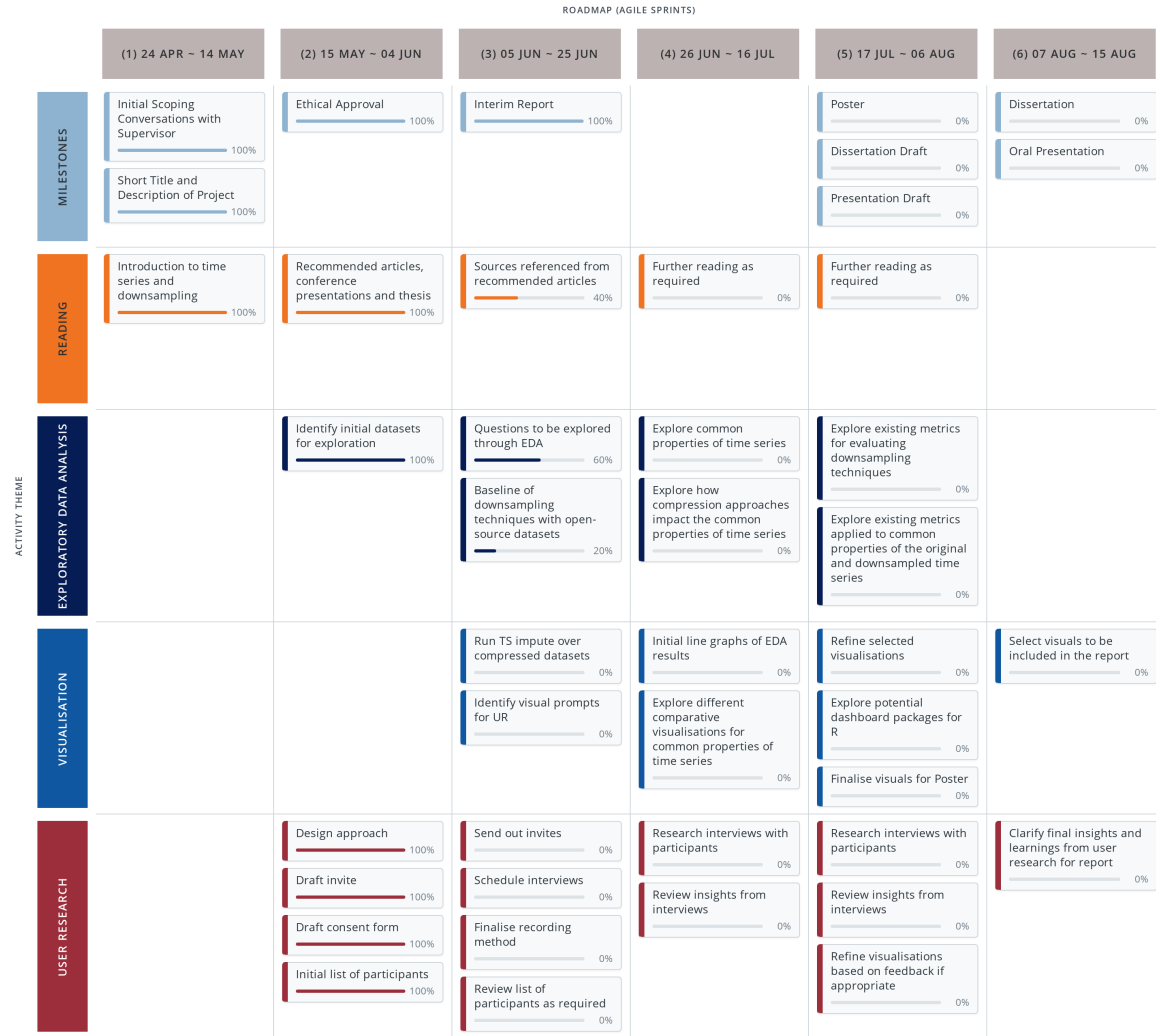 ROADMAP (AGILE SPRINTS)
(1) 24 APR ~ 14 MAY
(2) 15 MAY ~ 04 JUN
(3) 05 JUN ~ 25 JUN
(4) 26 JUN ~ 16 JUL
(5) 17 JUL ~ 06 AUG
(6) 07 AUG ~ 15 AUG
ACTIVITY THEME
MILESTONES
Initial Scoping
Conversations with
Supervisor
100%
Short Title and
Description of Project
100%
Ethical Approval
100%
Interim Report
100%
Poster
0%
Dissertation Draft
0%
Presentation Draft
0%
Dissertation
0%
Oral Presentation
0%
READING
Introduction to time
series and
downsampling
100%
Recommended articles,
conference
presentations and thesis
100%
Sources referenced from
recommended articles
40%
Further reading as
required
0%
Further reading as
required
0%
EXPLORATORY DATA ANALYSIS
Identify initial datasets
for exploration
100%
Questions to be explored
through EDA
60%
Baseline of
downsampling
techniques with open-
source datasets
20%
Explore common
properties of time series
0%
Explore how
compression approaches
impact the common
properties of time series
0%
Explore existing metrics
for evaluating
downsampling
techniques
0%
Explore existing metrics
applied to common
properties of the original
and downsampled time
series
0%
VISUALISATION
Run TS impute over
compressed datasets
0%
Identify visual prompts
for UR
0%
Initial line graphs of EDA
results
0%
Explore different
comparative
visualisations for
common properties of
time series
0%
Refine selected
visualisations
0%
Explore potential
dashboard packages for
R
0%
Finalise visuals for Poster
0%
Select visuals to be
included in the report
0%
USER RESEARCH
Design approach
100%
Draft invite
100%
Draft consent form
100%
Initial list of participants
100%
Send out invites
0%
Schedule interviews
0%
Finalise recording
method
0%
Review list of
participants as required
0%
Research interviews with
participants
0%
Review insights from
interviews
0%
Research interviews with
participants
0%
Review insights from
interviews
0%
Refine visualisations
based on feedback if
appropriate
0%
Clarify final insights and
learnings from user
research for report
0%